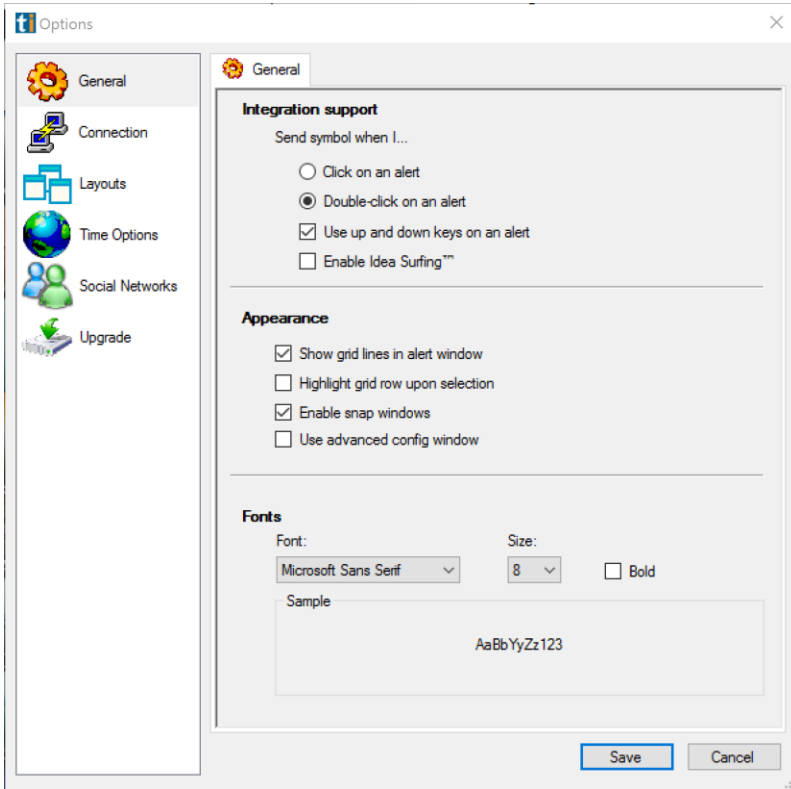 ti Options
General
Connection
Layouts
Time Options
Social Networks
Upgrade
General
Integration support
Send symbol when I...
Click on an alert
Double-click on an alert
Use up and down keys on an alert
Enable Idea Surfing™
Appearance
Show grid lines in alert window
Highlight grid row upon selection
Enable snap windows
Use advanced config window
Fonts
Font: Size:
Microsoft Sans Serif 8 Bold
Sample
AaBbYyZz123
Save Cancel